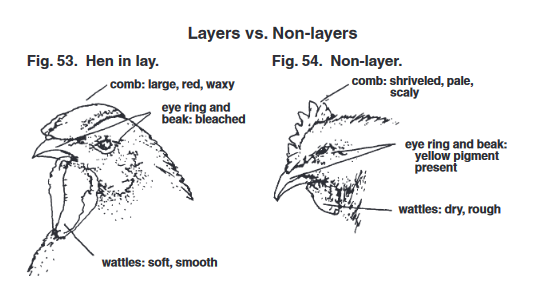 Layers vs. Non-layers
Fig. 53. Hen in lay.
comb: large, red, waxy
eye ring and
beak: bleached
wattles: soft, smooth
Fig. 54. Non-layer.
comb: shriveled, pale,
scaly
eye ring and beak:
yellow pigment
present
wattles: dry, rough